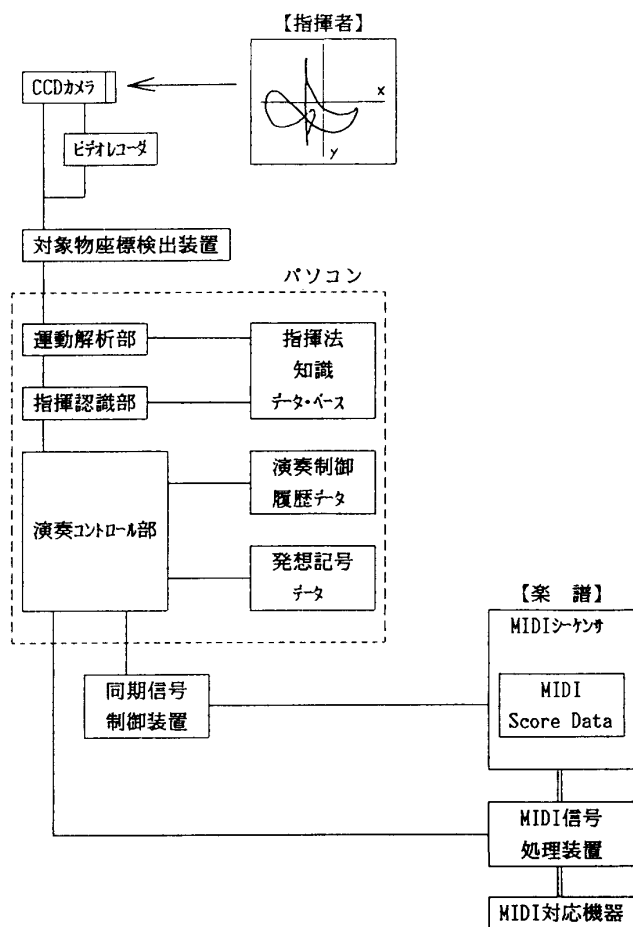 【指揮者】
CCDカメラ
x
y
ビデオレコーダ
対象物座標検出装置
パソコン
運動解析部
指揮法
知識
データ・ベース
指揮認識部
演奏コントロール部
演奏制御
履歴データ
発想記号
データ
【楽 譜】
MIDIシーケンサ
同期信号
制御装置
MIDI
Score Data
MIDI信号
処理装置
MIDI対応機器